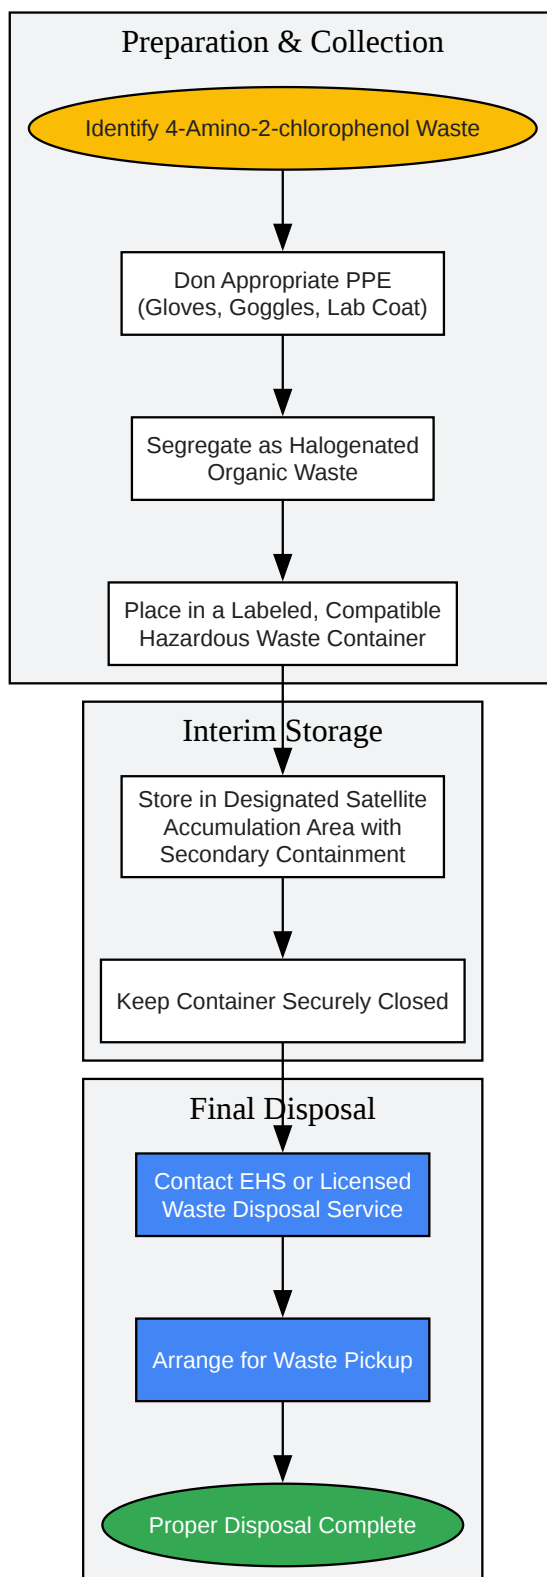 Preparation & Collection
Identify 4-Amino-2-chlorophenol Waste
Don Appropriate PPE
(Gloves, Goggles, Lab Coat)
Segregate as Halogenated
Organic Waste
Place in a Labeled, Compatible
Hazardous Waste Container
Interim Storage
Store in Designated Satellite
Accumulation Area with
Secondary Containment
Keep Container Securely Closed
Final Disposal
Contact EHS or Licensed
Waste Disposal Service
Arrange for Waste Pickup
Proper Disposal Complete